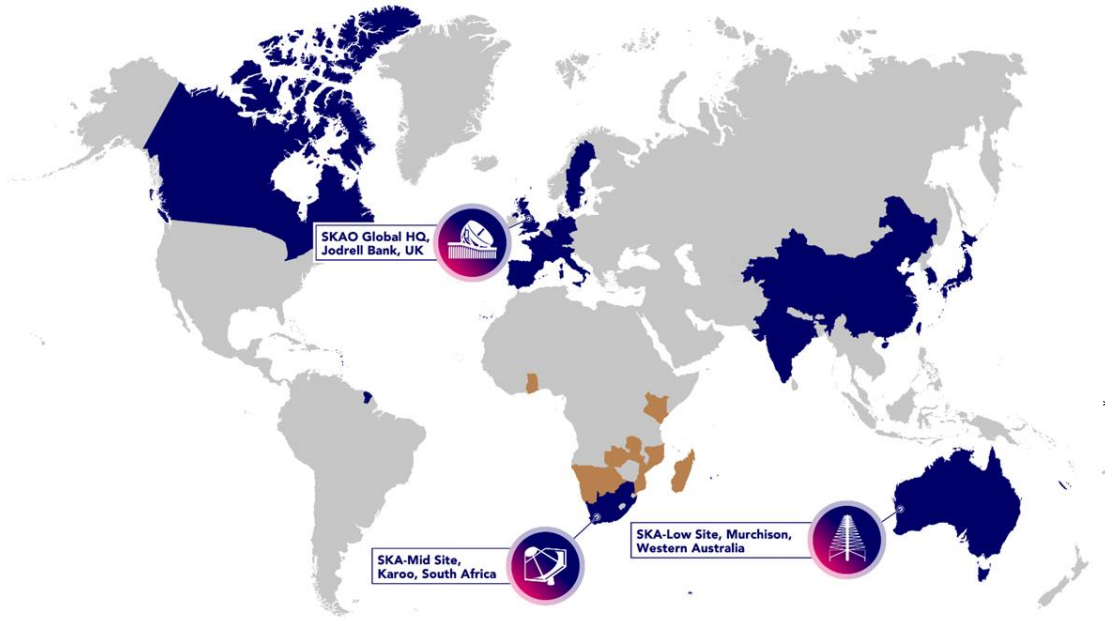 SKAO Global HQ,
Jodrell Bank, UK
SKA-Mid Site,
Karoo, South Africa
SKA-Low Site, Murchison,
Western Australia